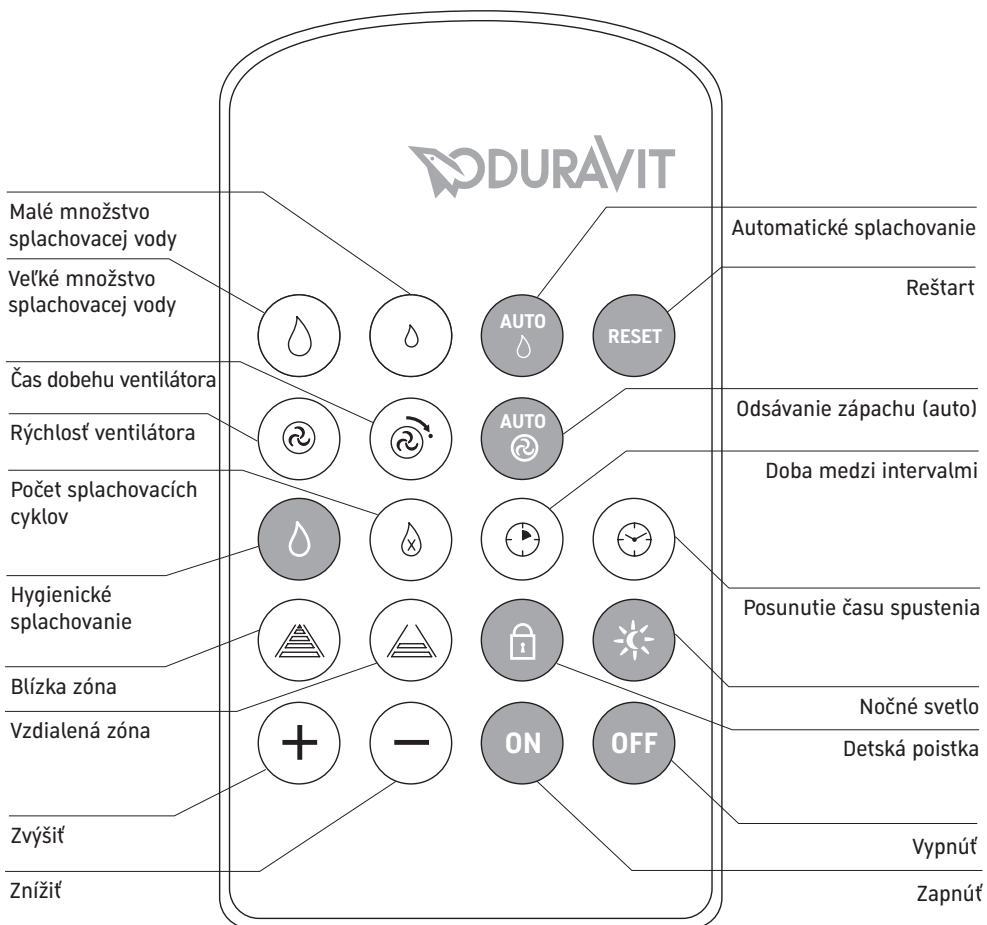 DURAVIT
Malé množstvo
splachovacej vody
Veľké množstvo
splachovacej vody
Čas dobehu ventilátora
Rýchlosť ventilátora
Počet splachovacích
cyklov
Hygienické
splachovanie
Blízka zóna
Vzdialená zóna
Zvýšiť
Znížiť
AUTO
RESET
AUTO
X
ON
OFF
Automatické splachovanie
Reštart
Odsávanie zápachu (auto)
Doba medzi intervalmi
Posunutie času spustenia
Nočné svetlo
Detská poistka
Vypnúť
Zapnúť